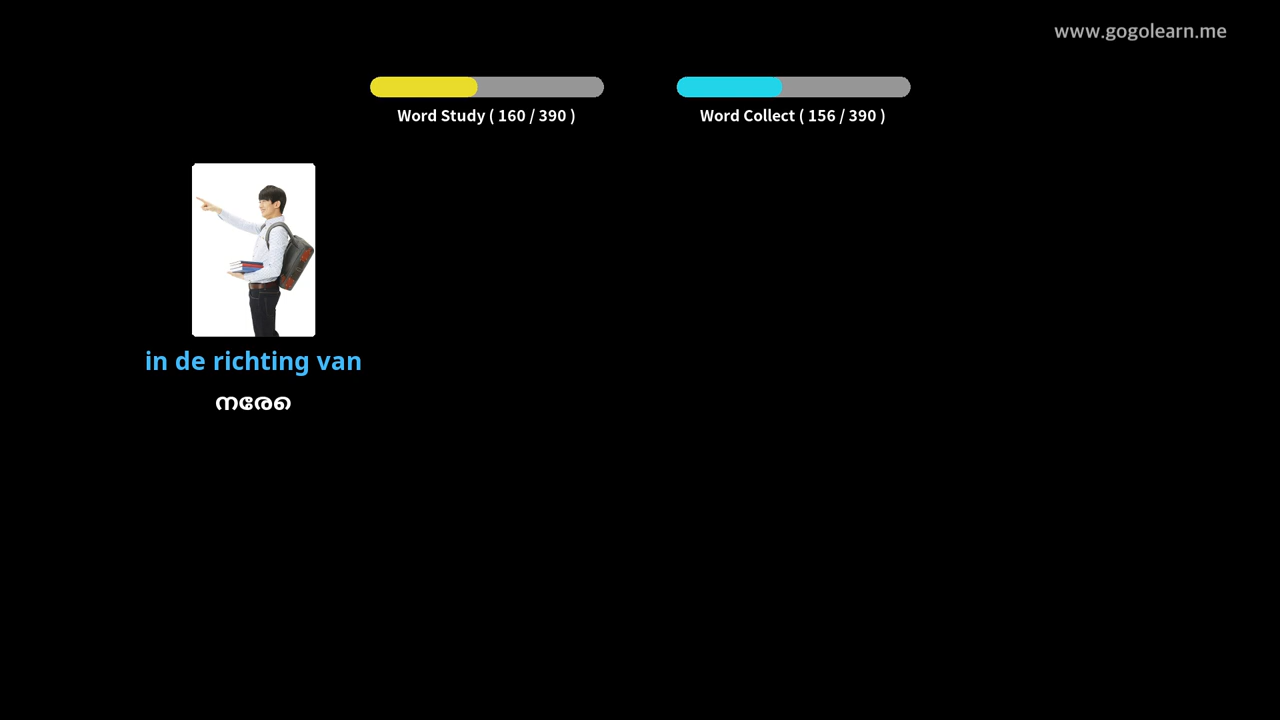 www.gogolearn.me
Word Study ( 160 / 390 )
Word Collect ( 156 / 390 )
in de richting van
നേരെ